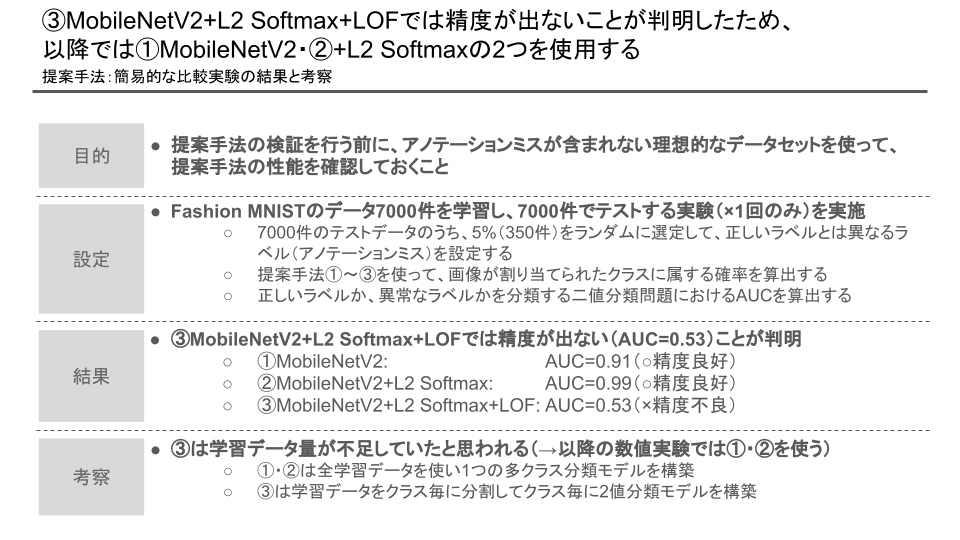 ③MobileNetV2+L2 Softmax+LOFでは精度が出ないことが判明したため、
以降では①MobileNetV2・②+L2 Softmaxの2つを使用する
提案手法：簡易的な比較実験の結果と考察
目的
● 提案手法の検証を行う前に、アノテーションミスが含まれない理想的なデータセットを使って、
提案手法の性能を確認しておくこと
設定
● Fashion MNISTのデータ7000件を学習し、7000件でテストする実験（×1回のみ）を実施
○ 7000件のテストデータのうち、5%（350件）をランダムに選定して、正しいラベルとは異なるラ
ベル（アノテーションミス）を設定する
○ 提案手法①～③を使って、画像が割り当てられたクラスに属する確率を算出する
○ 正しいラベルか、異常なラベルかを分類する二値分類問題におけるAUCを算出する
結果
● ③MobileNetV2+L2 Softmax+LOFでは精度が出ない（AUC=0.53）ことが判明
○ ①MobileNetV2: AUC=0.91（○精度良好）
○ ②MobileNetV2+L2 Softmax: AUC=0.99（○精度良好）
○ ③MobileNetV2+L2 Softmax+LOF: AUC=0.53（×精度不良）
考察
● ③は学習データ量が不足していたと思われる（→以降の数値実験では①・②を使う）
○ ①・②は全学習データを使い1つの多クラス分類モデルを構築
○ ③は学習データをクラス毎に分割してクラス毎に2値分類モデルを構築